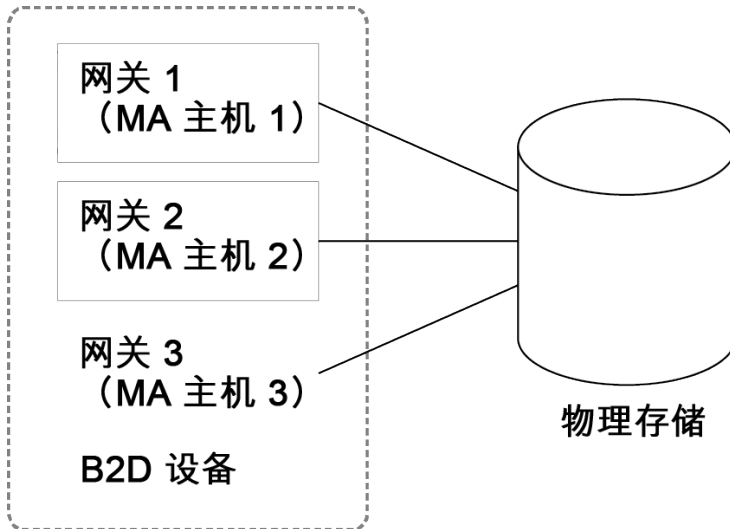 网关 1
（MA 主机 1）
网关 2
（MA 主机 2）
网关 3
（MA 主机 3）
B2D 设备
物理存储